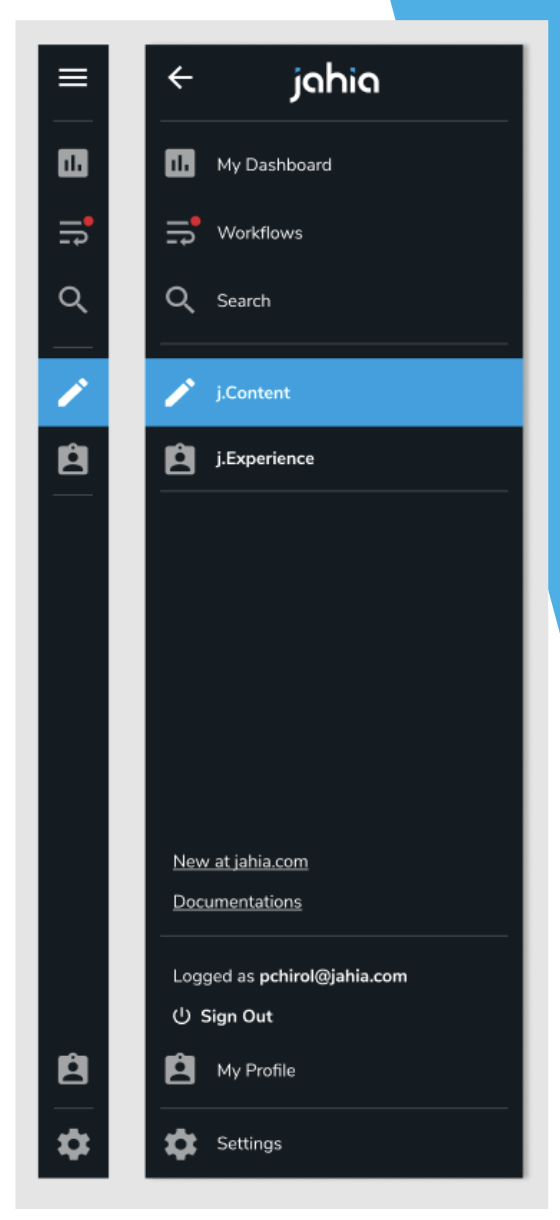 jahia
My Dashboard
Workflows
Search
j.Content
j.Experience
New at jahia.com
Documentations
Logged as pchirol@jahia.com
Sign Out
My Profile
Settings